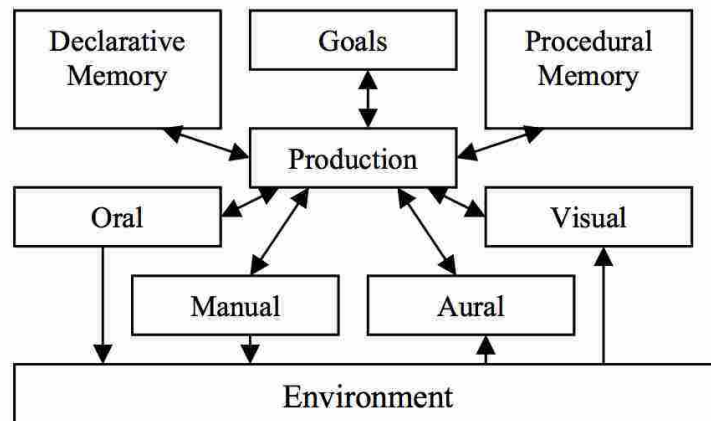 Declarative
Memory
Goals
Procedural
Memory
Production
Oral
Visual
Manual
Aural
Environment